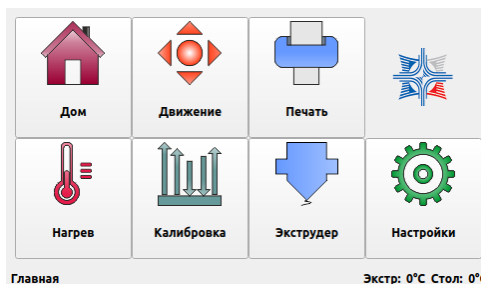 Дом Движение Печать
Нагрев Калибровка Экструдер Настройки
Главная Экстр: 0°C Стол: